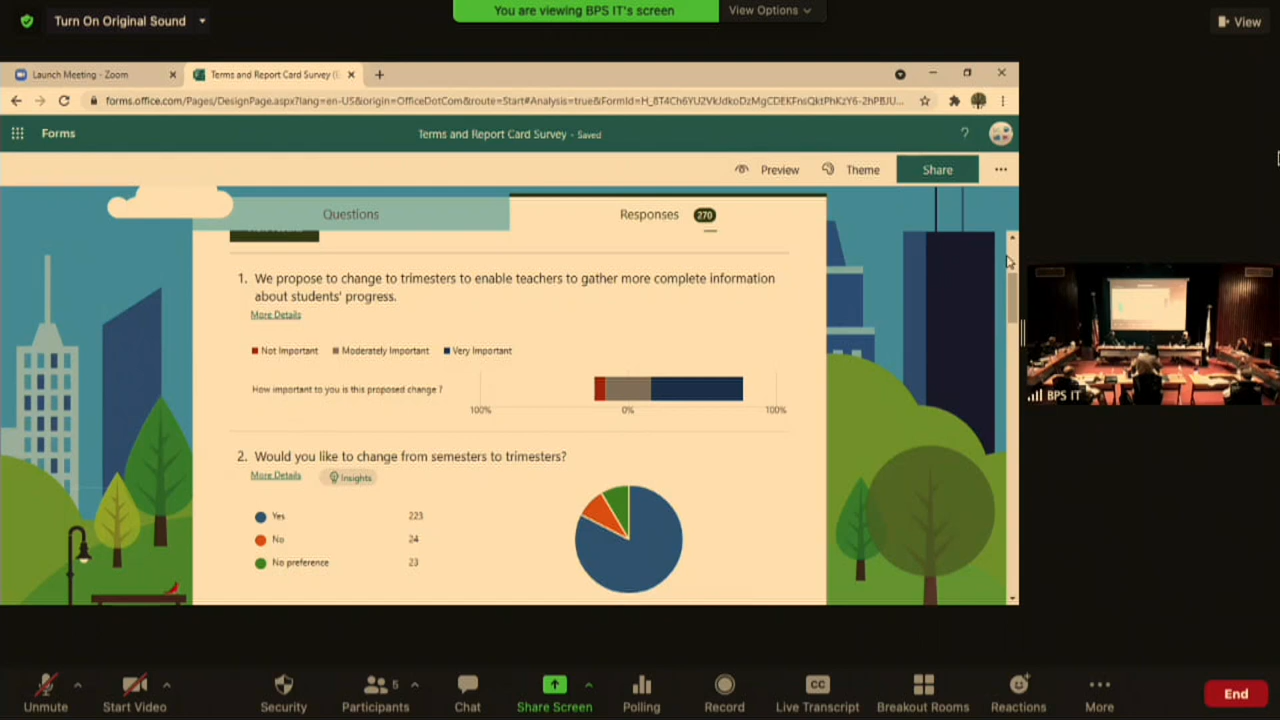 Turn On Original Sound
You are viewing BPS IT's screen
View Options
View
Launch Meeting - Zoom
Terms and Report Card Survey (
Forms
Terms and Report Card Survey - Saved
?
Preview
Theme
Share
Questions
Responses 270
1. We propose to change to trimesters to enable teachers to gather more complete information
about students' progress.
More Details
Not Important
Moderately Important
Very Important
How important to you is this proposed change ?
100%
0%
100%
2. Would you like to change from semesters to trimesters?
More Details
Insights
Yes 223
No 24
No preference 23
BPS IT
Unmute
Start Video
Security
Participants 5
Chat
Share Screen
Polling
Record
CC
Live Transcript
Breakout Rooms
Reactions
More
End